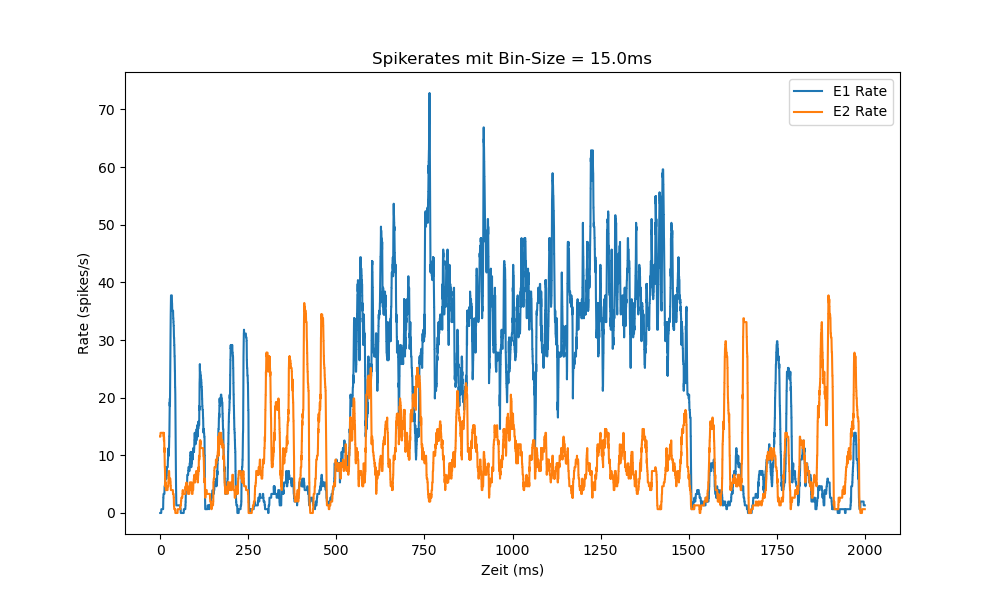 Spikerates mit Bin-Size = 15.0ms
E1 Rate
E2 Rate
70
60
50
40
30
20
10
0
Rate (spikes/s)
0 250 500 750 1000 1250 1500 1750 2000
Zeit (ms)